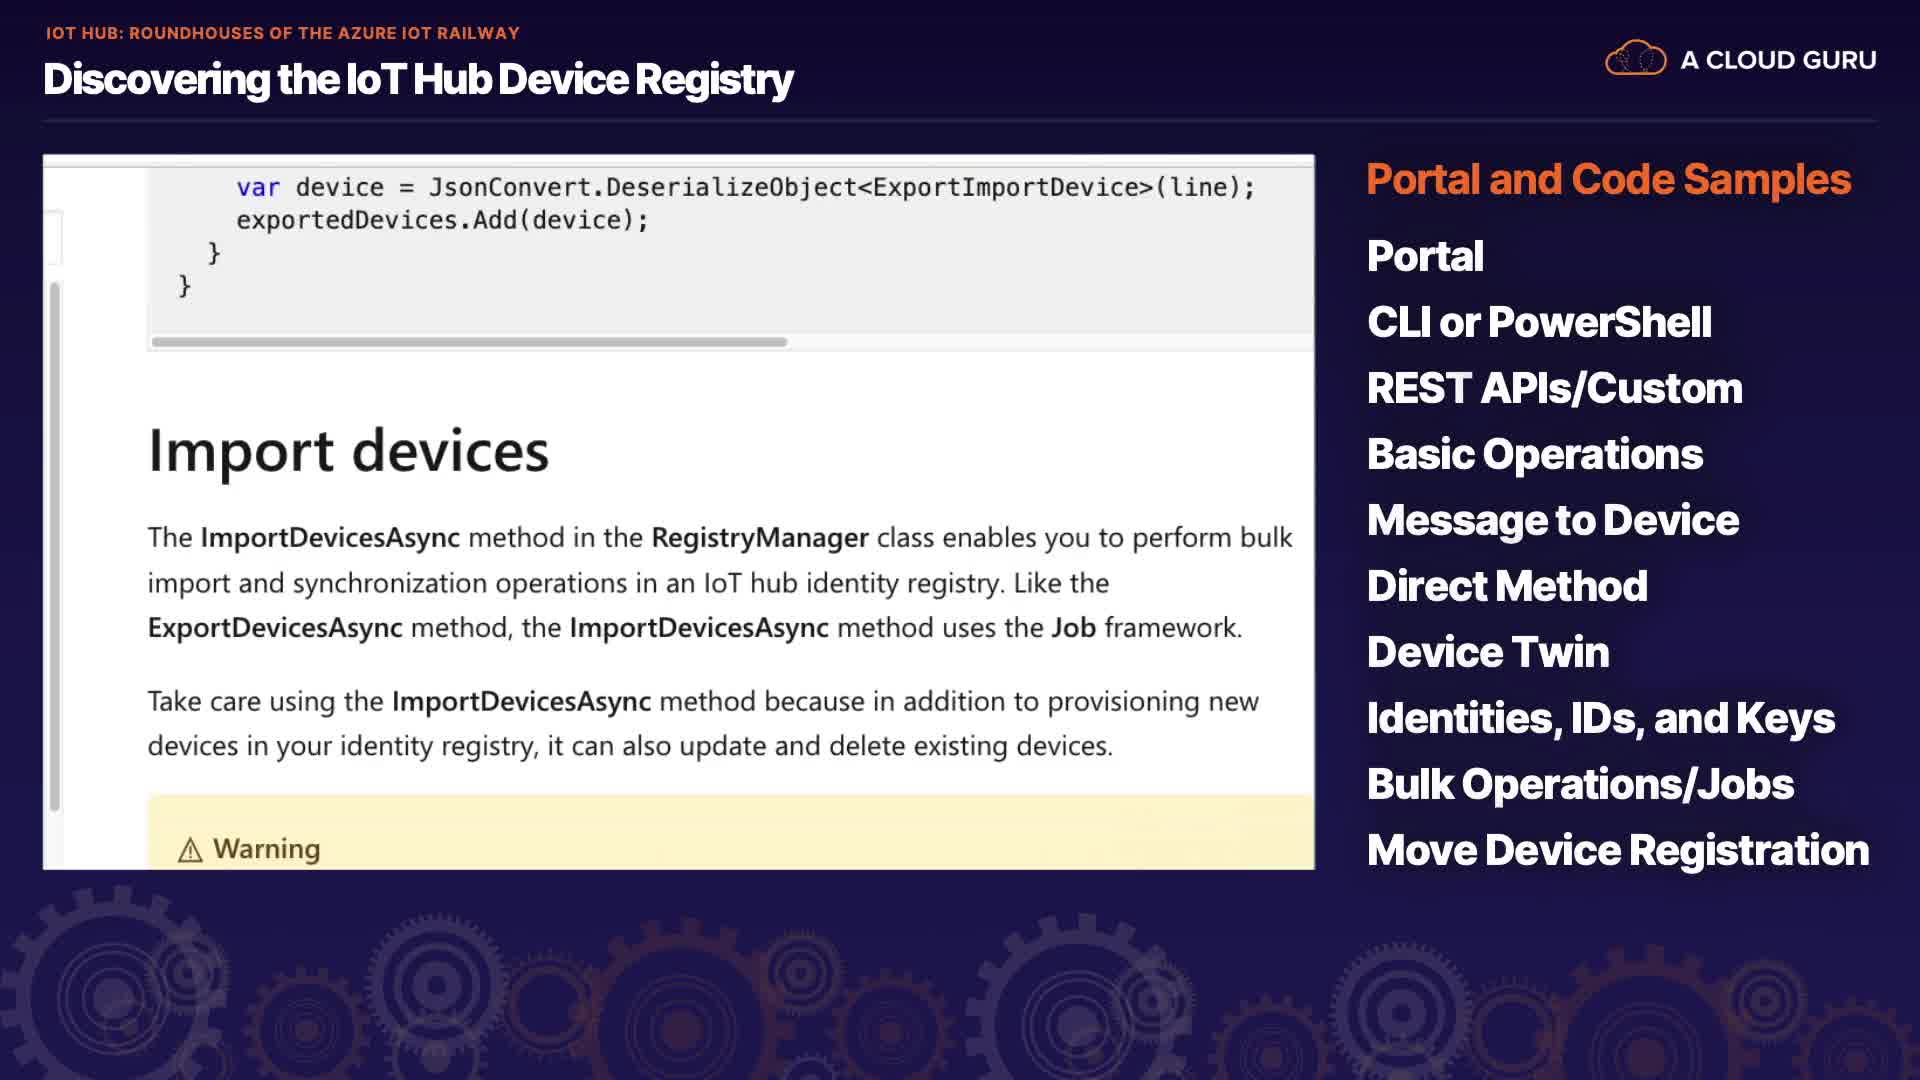 IOT HUB: ROUNDHOUSES OF THE AZURE IOT RAILWAY
Discovering the IoT Hub Device Registry
A CLOUD GURU
var device = JsonConvert.DeserializeObject<ExportImportDevice>(line);
exportedDevices.Add(device);
}
}
Import devices
The ImportDevicesAsync method in the RegistryManager class enables you to perform bulk
import and synchronization operations in an IoT hub identity registry. Like the
ExportDevicesAsync method, the ImportDevicesAsync method uses the Job framework.
Take care using the ImportDevicesAsync method because in addition to provisioning new
devices in your identity registry, it can also update and delete existing devices.
⚠ Warning
Portal and Code Samples
Portal
CLI or PowerShell
REST APIs/Custom
Basic Operations
Message to Device
Direct Method
Device Twin
Identities, IDs, and Keys
Bulk Operations/Jobs
Move Device Registration